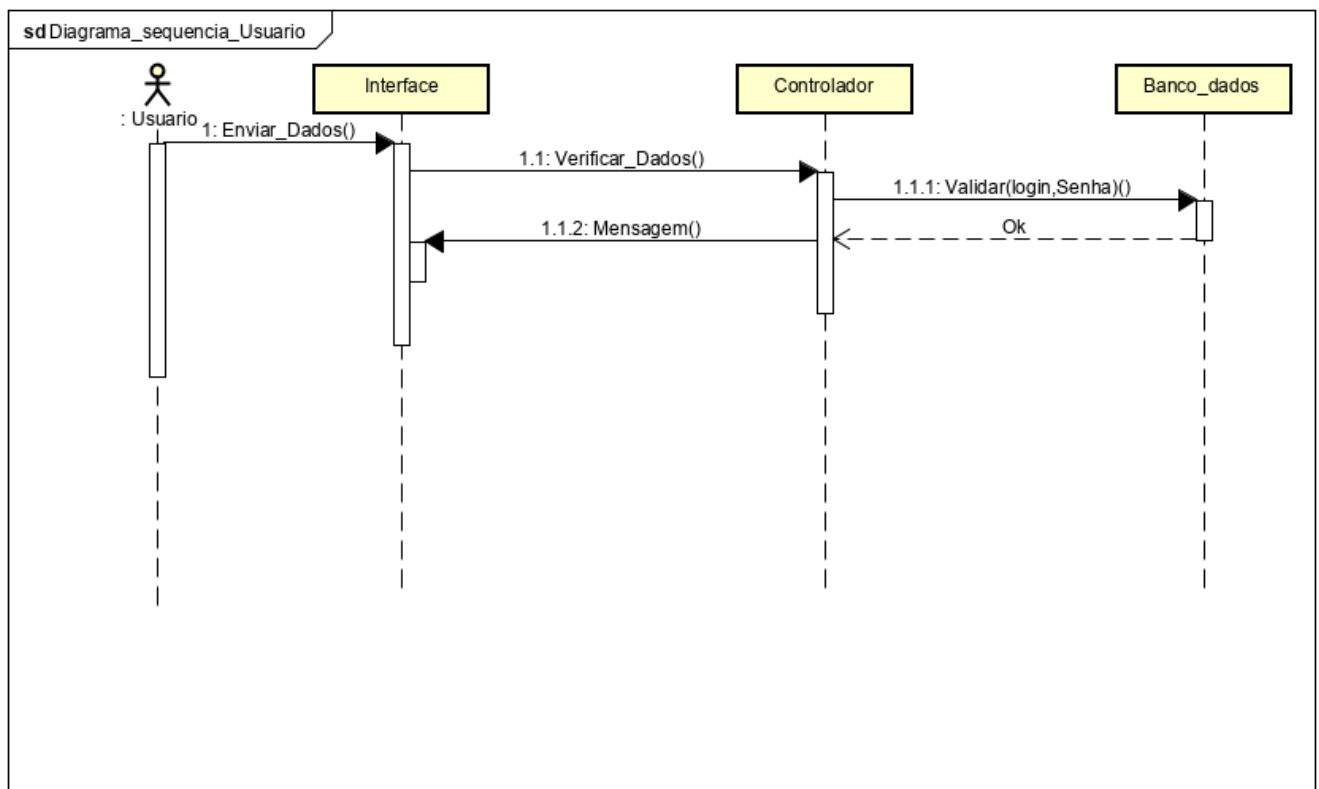 sd Diagrama_sequencia_Usuario
Interface
Controlador
Banco_dados
: Usuario
1: Enviar_Dados()
1.1: Verificar_Dados()
1.1.1: Validar(login,Senha)()
1.1.2: Mensagem()
Ok